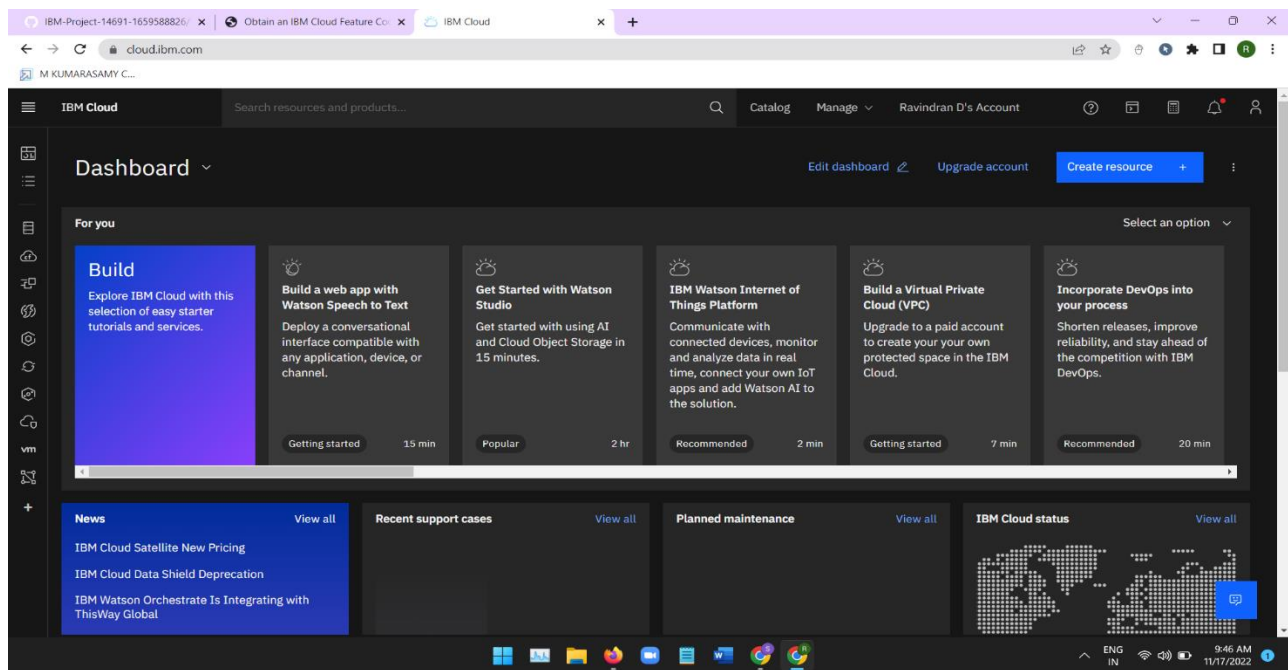 IBM-Project-14691-1659588826/
Obtain an IBM Cloud Feature Co
IBM Cloud
cloud.ibm.com
R
M KUMARASAMY C...
IBM Cloud
Search resources and products...
Catalog
Manage
Ravindran D's Account
Dashboard
Edit dashboard
Upgrade account
Create resource +
For you
Select an option
Build
Explore IBM Cloud with this
selection of easy starter
tutorials and services.
Build a web app with
Watson Speech to Text
Deploy a conversational
interface compatible with
any application, device, or
channel.
Getting started
15 min
Get Started with Watson
Studio
Get started with using AI
and Cloud Object Storage in
15 minutes.
Popular
2 hr
IBM Watson Internet of
Things Platform
Communicate with
connected devices, monitor
and analyze data in real
time, connect your own IoT
apps and add Watson AI to
the solution.
Recommended
2 min
Build a Virtual Private
Cloud (VPC)
Upgrade to a paid account
to create your your own
protected space in the IBM
Cloud.
Getting started
7 min
Incorporate DevOps into
your process
Shorten releases, improve
reliability, and stay ahead of
the competition with IBM
DevOps.
Recommended
20 min
vm
News
View all
IBM Cloud Satellite New Pricing
IBM Cloud Data Shield Deprecation
IBM Watson Orchestrate Is Integrating with
ThisWay Global
Recent support cases
View all
Planned maintenance
View all
IBM Cloud status
View all
ENG
IN
9:46 AM
11/17/2022
1